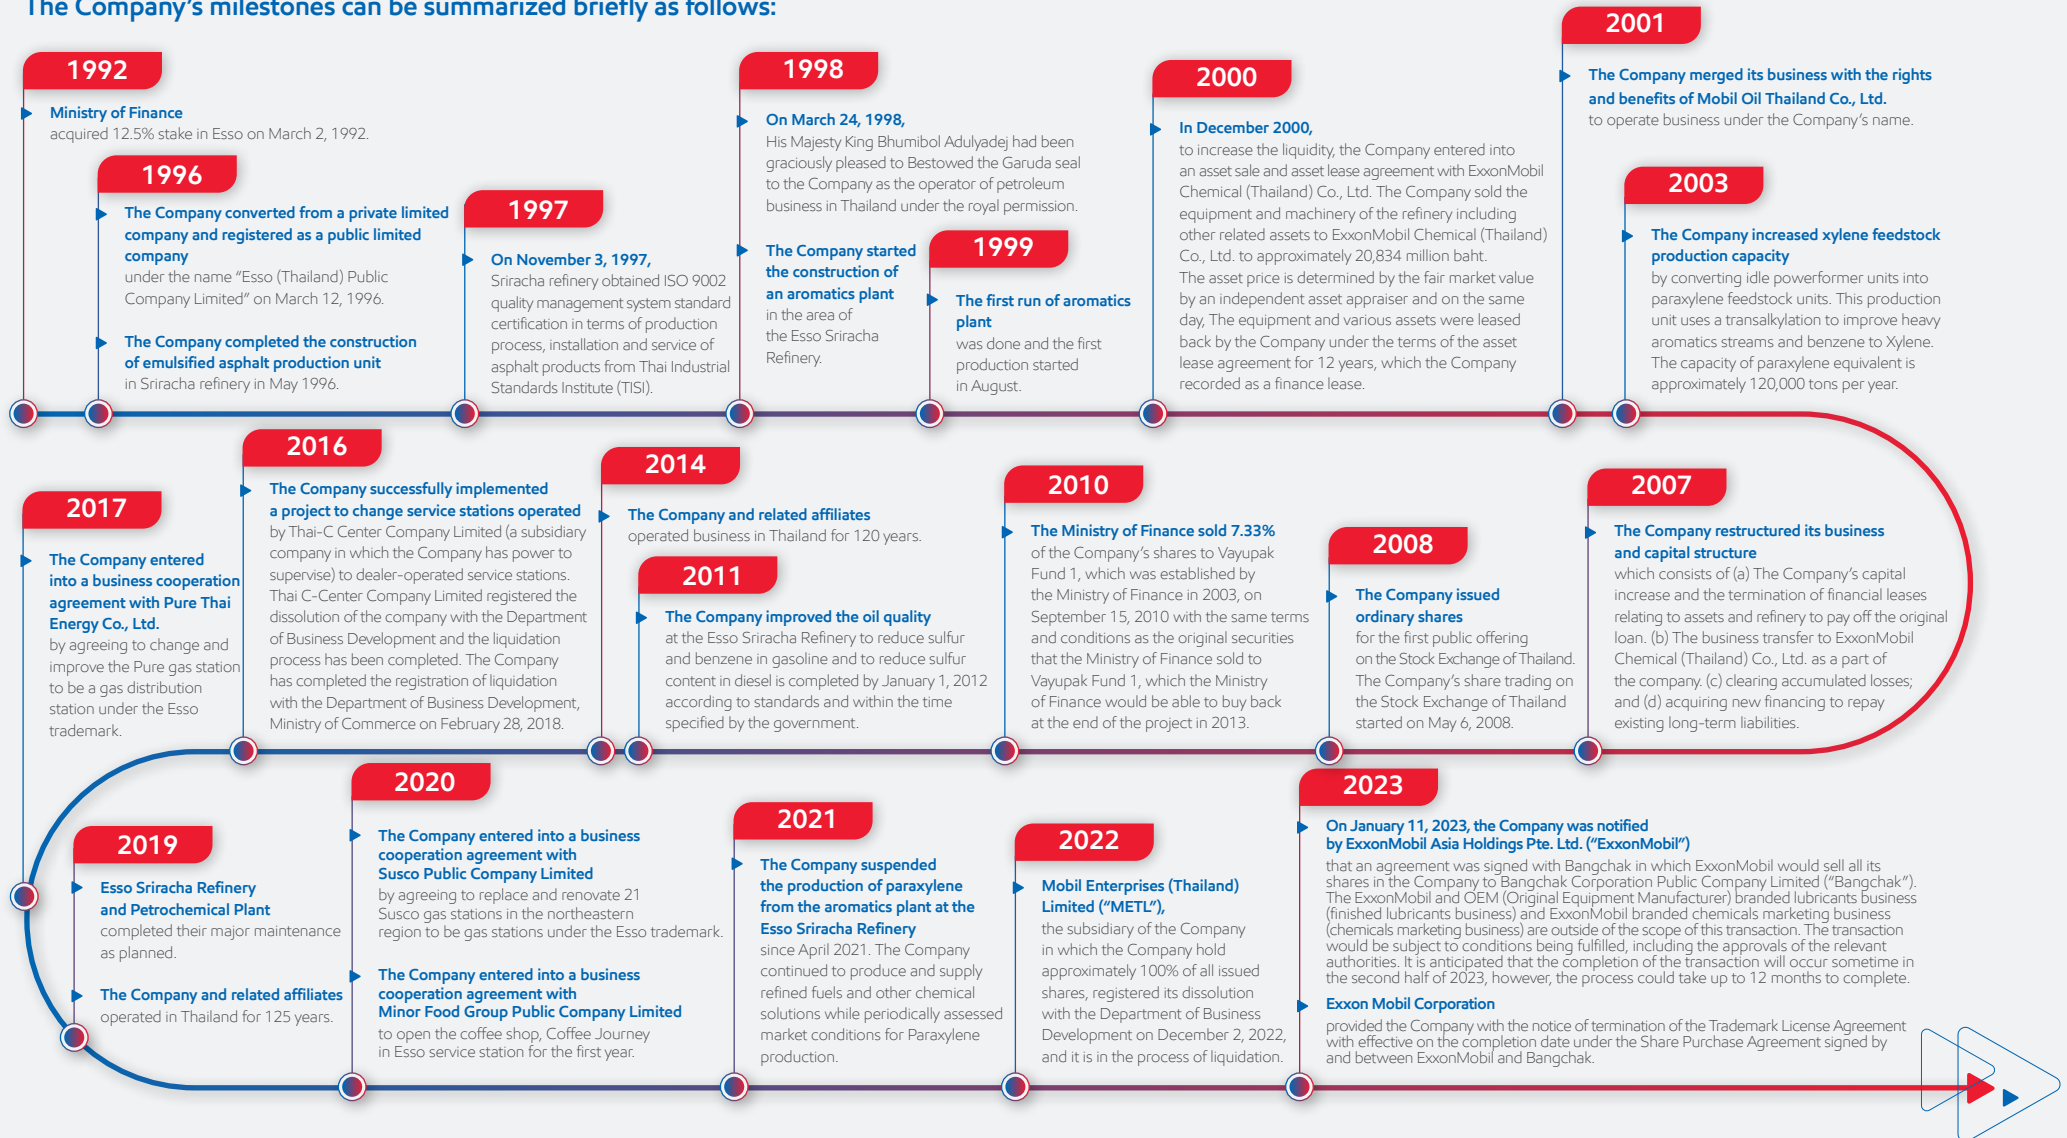 The Company's milestones can be summarized briefly as follows:
1992
Ministry of Finance
acquired 12.5% stake in Esso on March 2, 1992.
1996
The Company converted from a private limited
company and registered as a public limited
company
under the name “Esso (Thailand) Public
Company Limited” on March 12, 1996.
The Company completed the construction
of emulsified asphalt production unit
in Sriracha refinery in May 1996.
1997
On November 3, 1997,
Sriracha refinery obtained ISO 9002
quality management system standard
certification in terms of production
process, installation and service of
asphalt products from Thai Industrial
Standards Institute (TISI).
1998
On March 24, 1998,
His Majesty King Bhumibol Adulyadej had been
graciously pleased to Bestowed the Garuda seal
to the Company as the operator of petroleum
business in Thailand under the royal permission.
The Company started
the construction of
an aromatics plant
in the area of
the Esso Sriracha
Refinery.
1999
The first run of aromatics
plant
was done and the first
production started
in August.
2000
In December 2000,
to increase the liquidity, the Company entered into
an asset sale and asset lease agreement with ExxonMobil
Chemical (Thailand) Co., Ltd. The Company sold the
equipment and machinery of the refinery including
other related assets to ExxonMobil Chemical (Thailand)
Co., Ltd. to approximately 20,834 million baht.
The asset price is determined by the fair market value
by an independent asset appraiser and on the same
day, The equipment and various assets were leased
back by the Company under the terms of the asset
lease agreement for 12 years, which the Company
recorded as a finance lease.
2001
The Company merged its business with the rights
and benefits of Mobil Oil Thailand Co., Ltd.
to operate business under the Company's name.
2003
The Company increased xylene feedstock
production capacity
by converting idle powerformer units into
paraxylene feedstock units. This production
unit uses a transalkylation to improve heavy
aromatics streams and benzene to Xylene.
The capacity of paraxylene equivalent is
approximately 120,000 tons per year.
2007
The Company restructured its business
and capital structure
which consists of (a) The Company's capital
increase and the termination of financial leases
relating to assets and refinery to pay off the original
loan. (b) The business transfer to ExxonMobil
Chemical (Thailand) Co., Ltd. as a part of
the company. (c) clearing accumulated losses;
and (d) acquiring new financing to repay
existing long-term liabilities.
2008
The Company issued
ordinary shares
for the first public offering
on the Stock Exchange of Thailand.
The Company's share trading on
the Stock Exchange of Thailand
started on May 6, 2008.
2010
The Ministry of Finance sold 7.33%
of the Company's shares to Vayupak
Fund 1, which was established by
the Ministry of Finance in 2003, on
September 15, 2010 with the same terms
and conditions as the original securities
that the Ministry of Finance sold to
Vayupak Fund 1, which the Ministry
of Finance would be able to buy back
at the end of the project in 2013.
2011
The Company improved the oil quality
at the Esso Sriracha Refinery to reduce sulfur
and benzene in gasoline and to reduce sulfur
content in diesel is completed by January 1, 2012
according to standards and within the time
specified by the government.
2014
The Company and related affiliates
operated business in Thailand for 120 years.
2016
The Company successfully implemented
a project to change service stations operated
by Thai-C Center Company Limited (a subsidiary
company in which the Company has power to
supervise) to dealer-operated service stations.
Thai C-Center Company Limited registered the
dissolution of the company with the Department
of Business Development and the liquidation
process has been completed. The Company
has completed the registration of liquidation
with the Department of Business Development,
Ministry of Commerce on February 28, 2018.
2017
The Company entered
into a business cooperation
agreement with Pure Thai
Energy Co., Ltd.
by agreeing to change and
improve the Pure gas station
to be a gas distribution
station under the Esso
trademark.
2019
Esso Sriracha Refinery
and Petrochemical Plant
completed their major maintenance
as planned.
The Company and related affiliates
operated in Thailand for 125 years.
2020
The Company entered into a business
cooperation agreement with
Susco Public Company Limited
by agreeing to replace and renovate 21
Susco gas stations in the northeastern
region to be gas stations under the Esso trademark.
The Company entered into a business
cooperation agreement with
Minor Food Group Public Company Limited
to open the coffee shop, Coffee Journey
in Esso service station for the first year.
2021
The Company suspended
the production of paraxylene
from the aromatics plant at the
Esso Sriracha Refinery
since April 2021. The Company
continued to produce and supply
refined fuels and other chemical
solutions while periodically assessed
market conditions for Paraxylene
production.
2022
Mobil Enterprises (Thailand)
Limited (“METL”),
the subsidiary of the Company
in which the Company hold
approximately 100% of all issued
shares, registered its dissolution
with the Department of Business
Development on December 2, 2022,
and it is in the process of liquidation.
2023
On January 11, 2023, the Company was notified
by ExxonMobil Asia Holdings Pte. Ltd. (“ExxonMobil”)
that an agreement was signed with Bangchak in which ExxonMobil would sell all its
shares in the Company to Bangchak Corporation Public Company Limited (“Bangchak”).
The ExxonMobil and OEM (Original Equipment Manufacturer) branded lubricants business
(finished lubricants business) and ExxonMobil branded chemicals marketing business
(chemicals marketing business) are outside of the scope of this transaction. The transaction
would be subject to conditions being fulfilled, including the approvals of the relevant
authorities. It is anticipated that the completion of the transaction will occur sometime in
the second half of 2023, however, the process could take up to 12 months to complete.
Exxon Mobil Corporation
provided the Company with the notice of termination of the Trademark License Agreement
with effective on the completion date under the Share Purchase Agreement signed by
and between ExxonMobil and Bangchak.